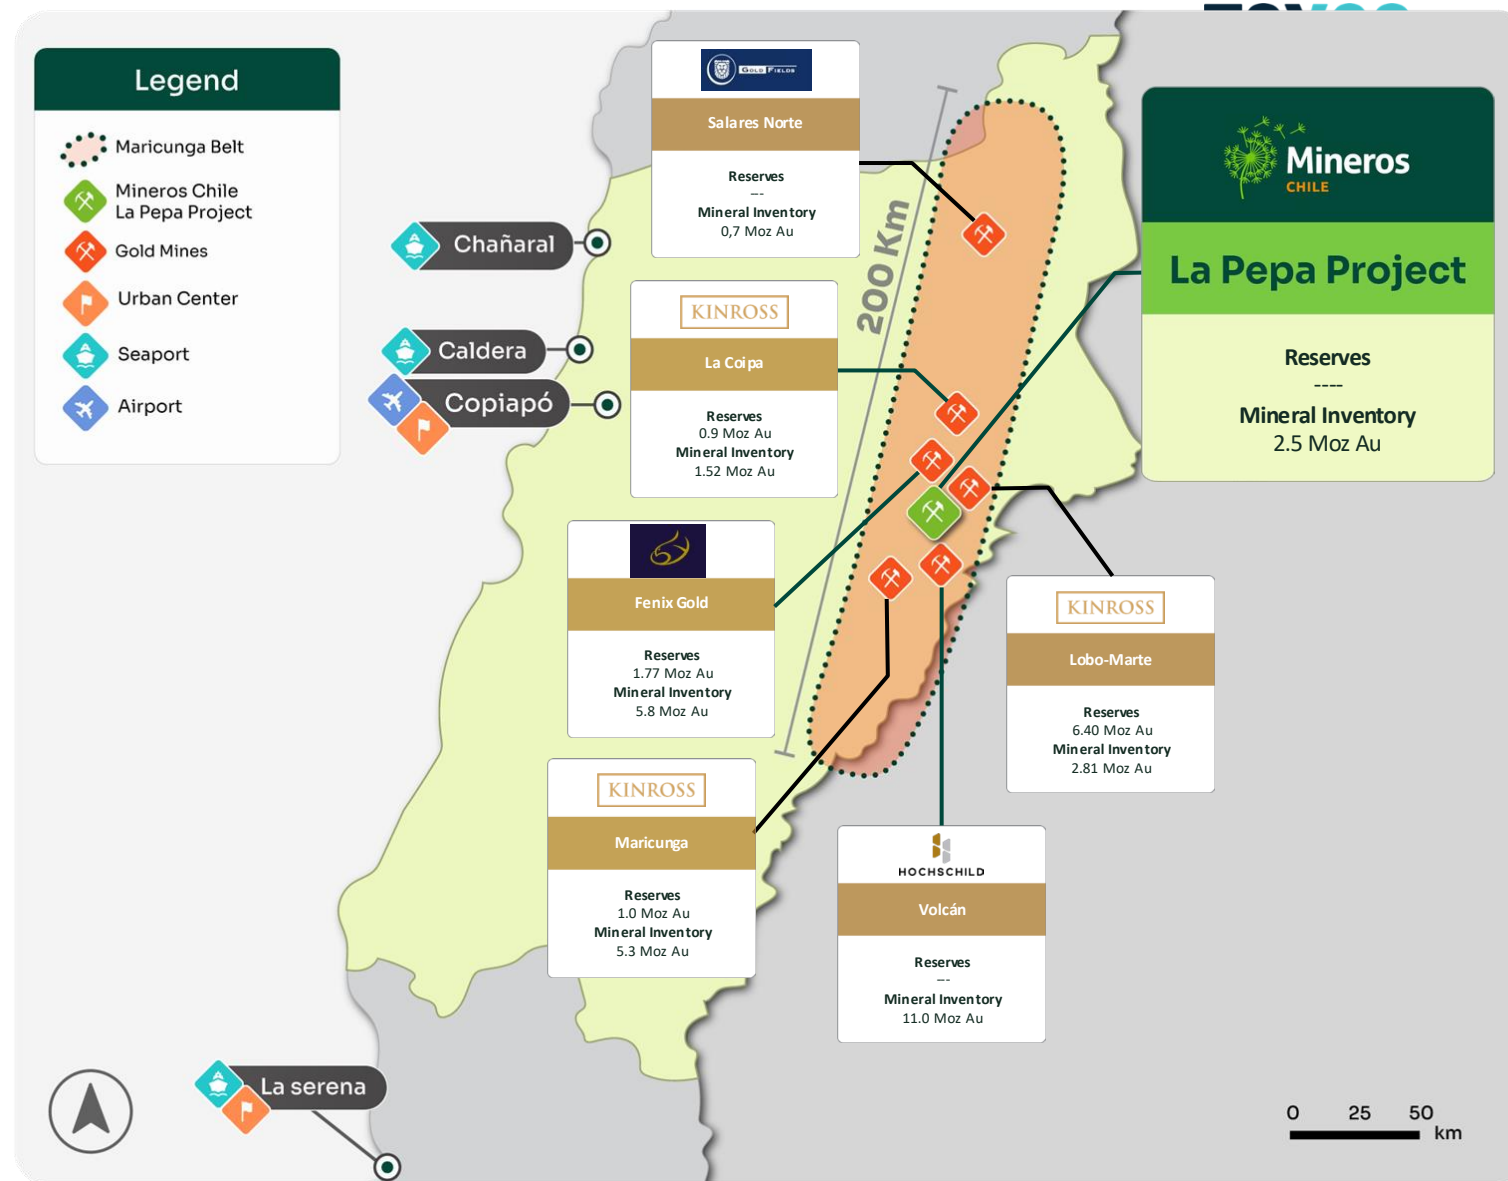 Legend
Maricunga Belt
Mineros Chile
La Pepa Project
Gold Mines
Urban Center
Seaport
Airport
Chañaral
Caldera
Copiapó
La serena
200 Km
GOLD FIELDS
Salares Norte
Reserves
---
Mineral Inventory
0,7 Moz Au
KINROSS
La Coipa
Reserves
0.9 Moz Au
Mineral Inventory
1.52 Moz Au
Fenix Gold
Reserves
1.77 Moz Au
Mineral Inventory
5.8 Moz Au
KINROSS
Maricunga
Reserves
1.0 Moz Au
Mineral Inventory
5.3 Moz Au
HOCHSCHILD
Volcán
Reserves
---
Mineral Inventory
11.0 Moz Au
KINROSS
Lobo-Marte
Reserves
6.40 Moz Au
Mineral Inventory
2.81 Moz Au
Mineros
CHILE
La Pepa Project
Reserves
----
Mineral Inventory
2.5 Moz Au
0 25 50
km